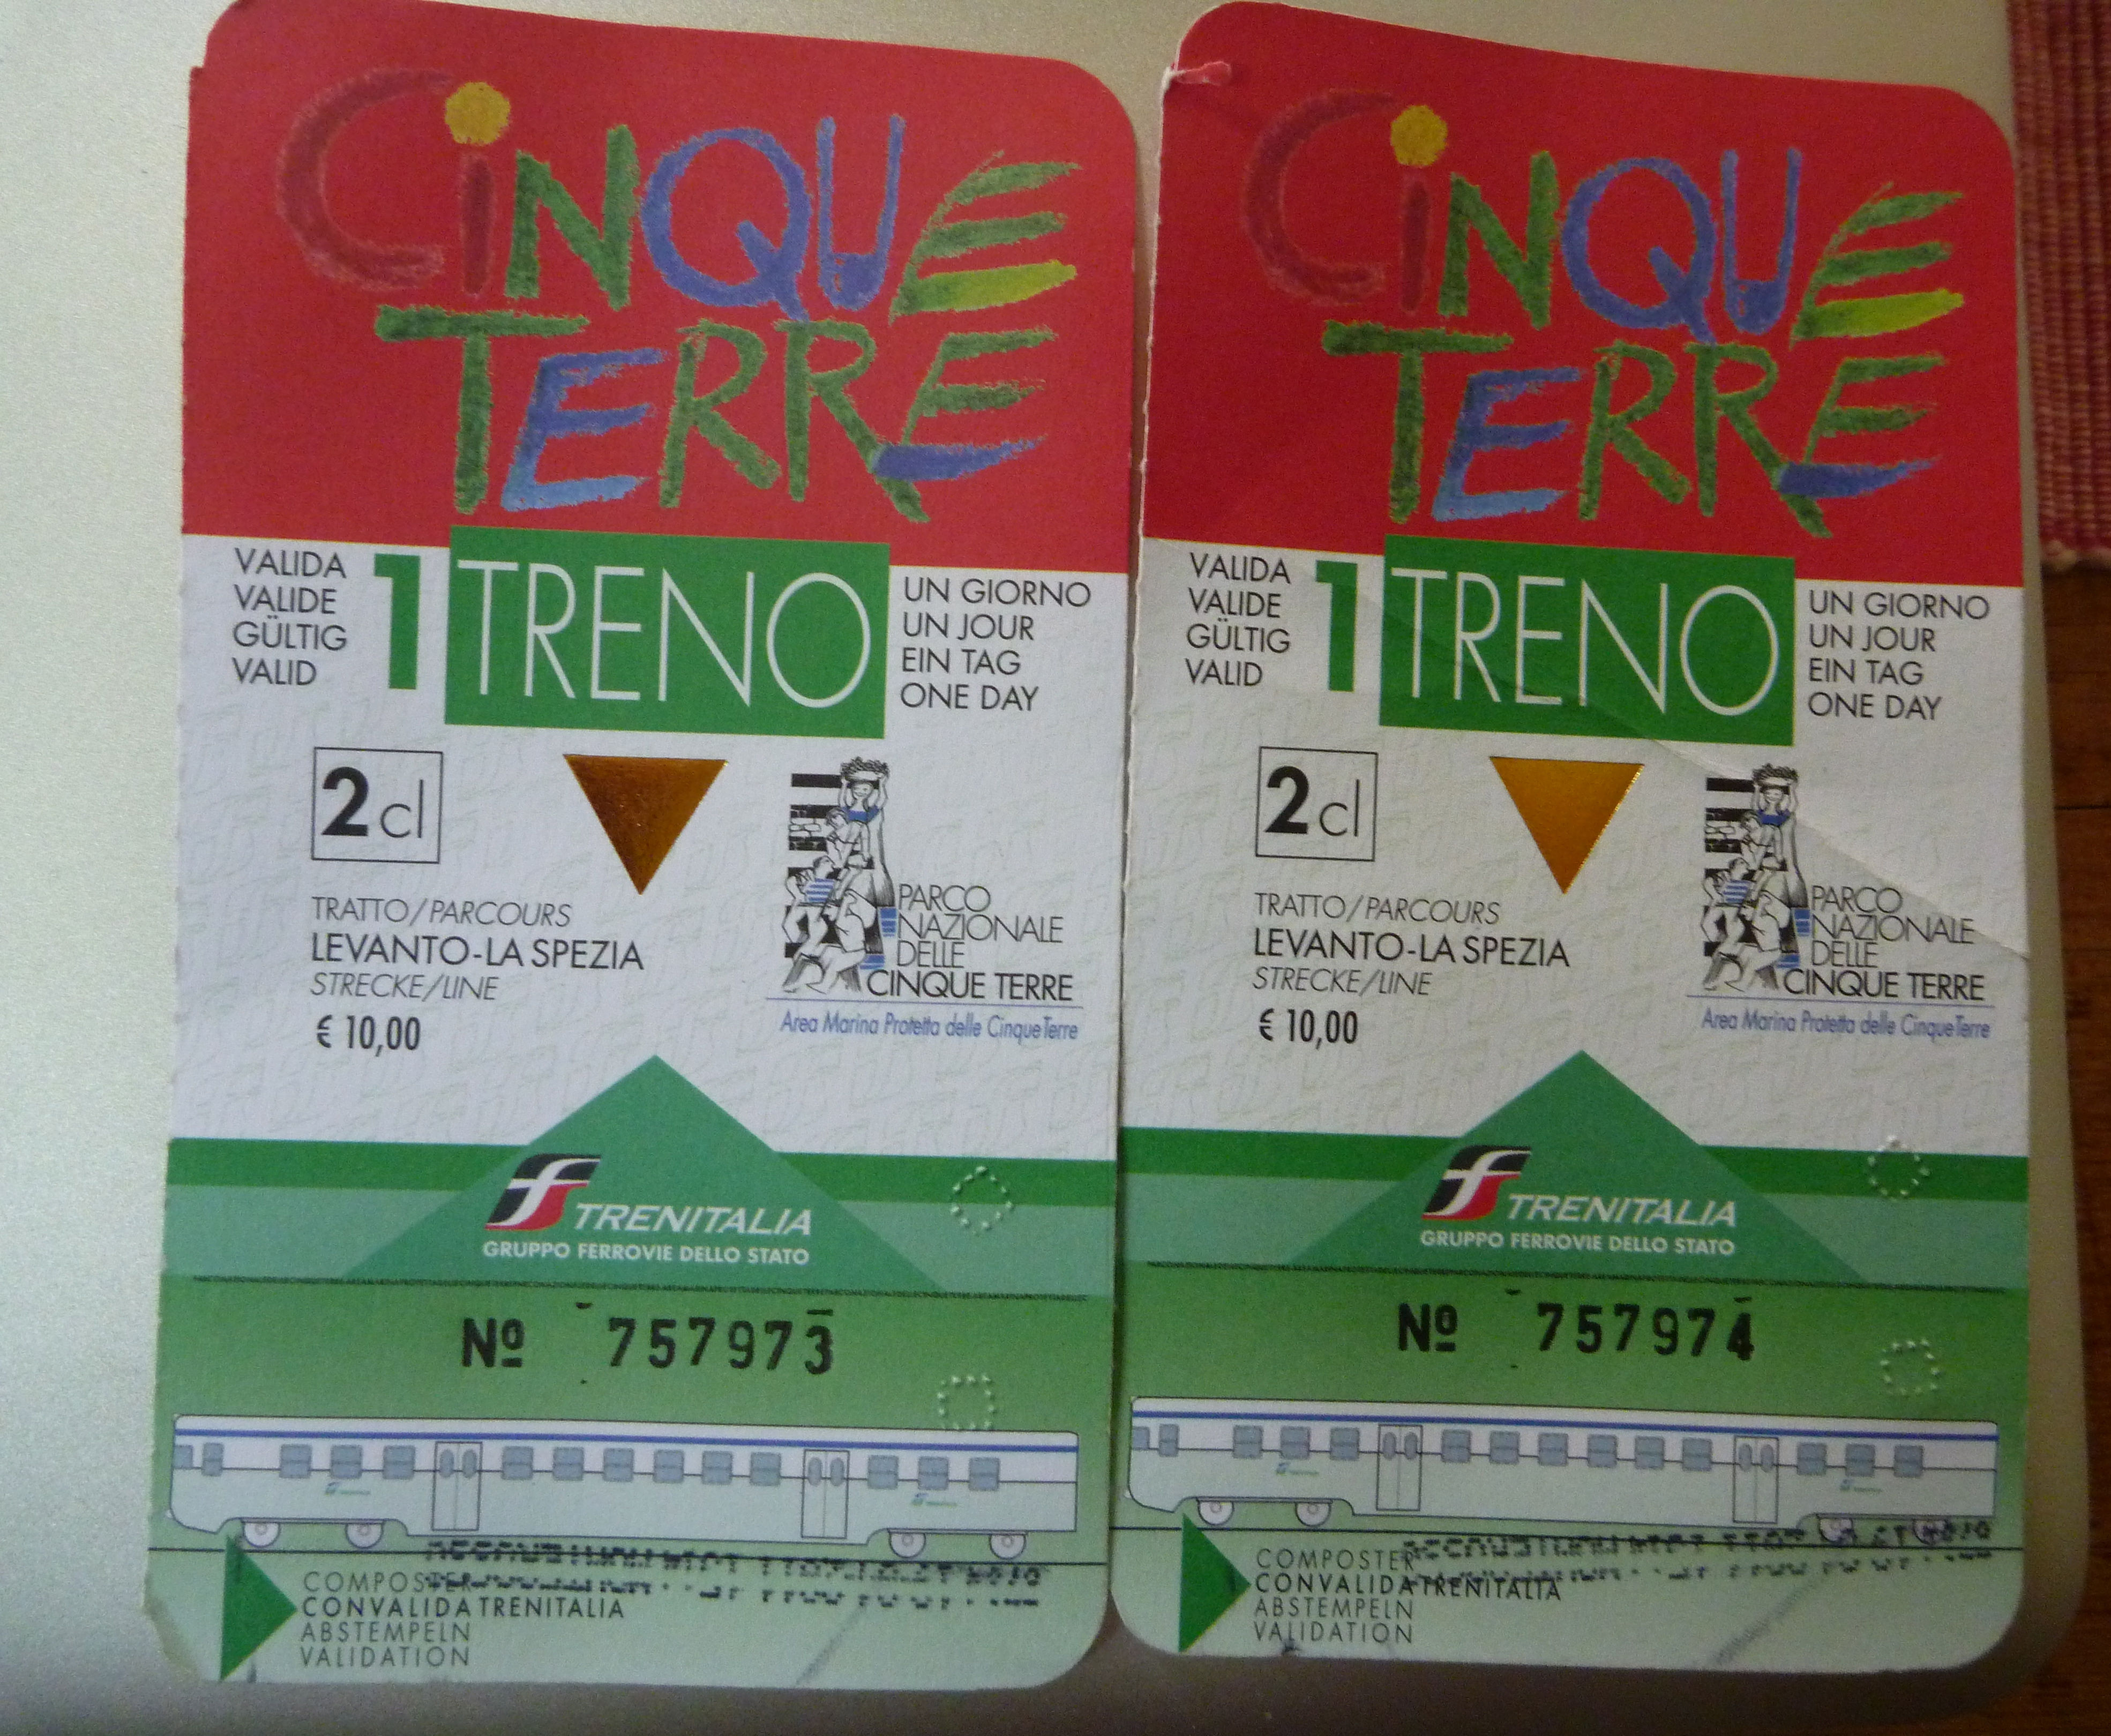 CINQUE
TERRE
VALIDA
VALIDE
GÜLTIG
VALID
1 TRENO
UN GIORNO
UN JOUR
EIN TAG
ONE DAY
2 cl
TRATTO/PARCOURS
LEVANTO-LA SPEZIA
STRECKE/LINE
€ 10,00
PARCO
NAZIONALE
DELLE
CINQUE TERRE
Area Marina Protetta delle CinqueTerre
TRENITALIA
GRUPPO FERROVIE DELLO STATO
Nº 757973
COMPOSTER
CONVALIDA TRENITALIA
ABSTEMPELN
VALIDATION
CINQUE
TERRE
VALIDA
VALIDE
GÜLTIG
VALID
1 TRENO
UN GIORNO
UN JOUR
EIN TAG
ONE DAY
2 cl
TRATTO/PARCOURS
LEVANTO-LA SPEZIA
STRECKE/LINE
€ 10,00
PARCO
NAZIONALE
DELLE
CINQUE TERRE
Area Marina Protetta delle CinqueTerre
TRENITALIA
GRUPPO FERROVIE DELLO STATO
Nº 757974
COMPOSTER
CONVALIDA TRENITALIA
ABSTEMPELN
VALIDATION